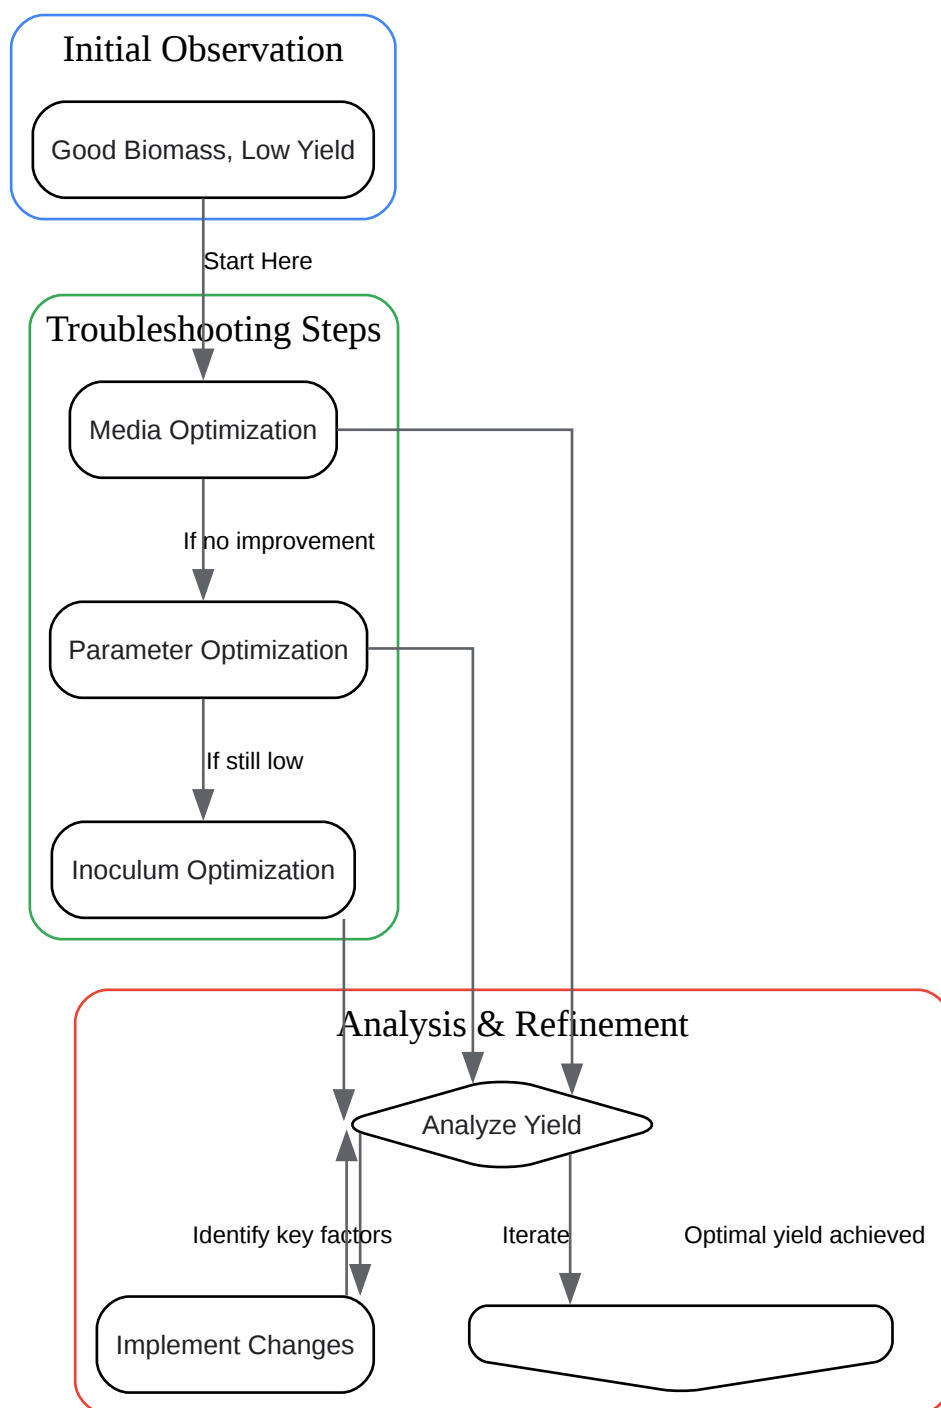 Initial Observation
Good Biomass, Low Yield
Start Here
Troubleshooting Steps
Media Optimization
If no improvement
Parameter Optimization
If still low
Inoculum Optimization
Analysis & Refinement
Analyze Yield
Identify key factors
Iterate
Optimal yield achieved
Implement Changes